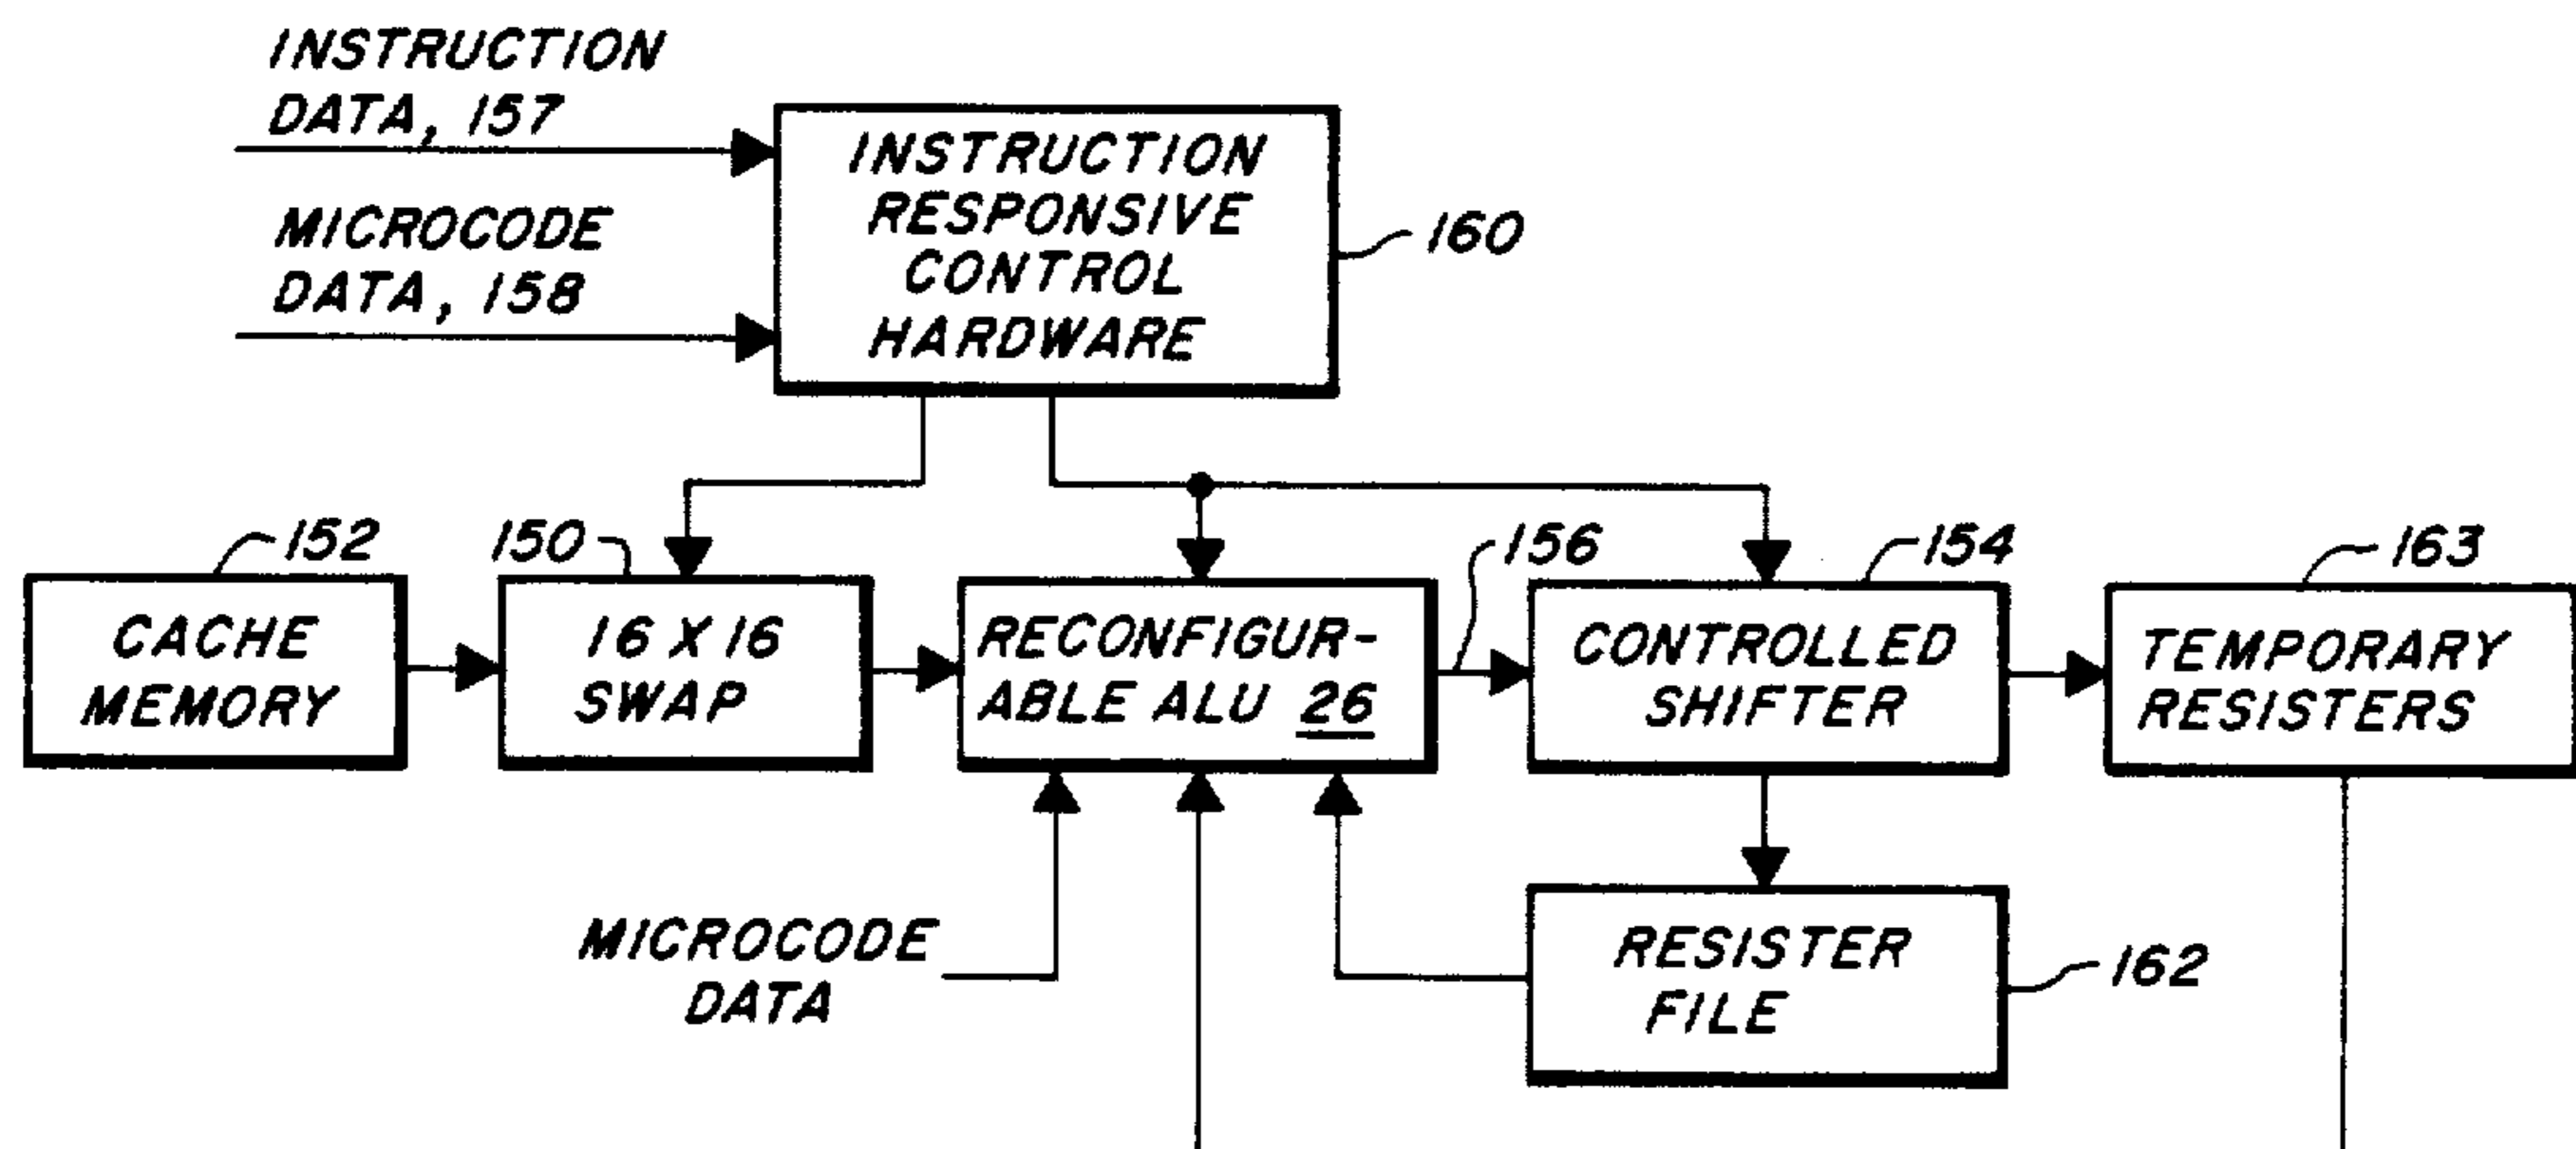 INSTRUCTION
DATA, 157
MICROCODE
DATA, 158
INSTRUCTION
RESPONSIVE
CONTROL
HARDWARE
160
152
150
156
154
163
CACHE
MEMORY
16 X 16
SWAP
RECONFIGUR-
ABLE ALU 26
CONTROLLED
SHIFTER
TEMPORARY
RESISTERS
MICROCODE
DATA
RESISTER
FILE
162